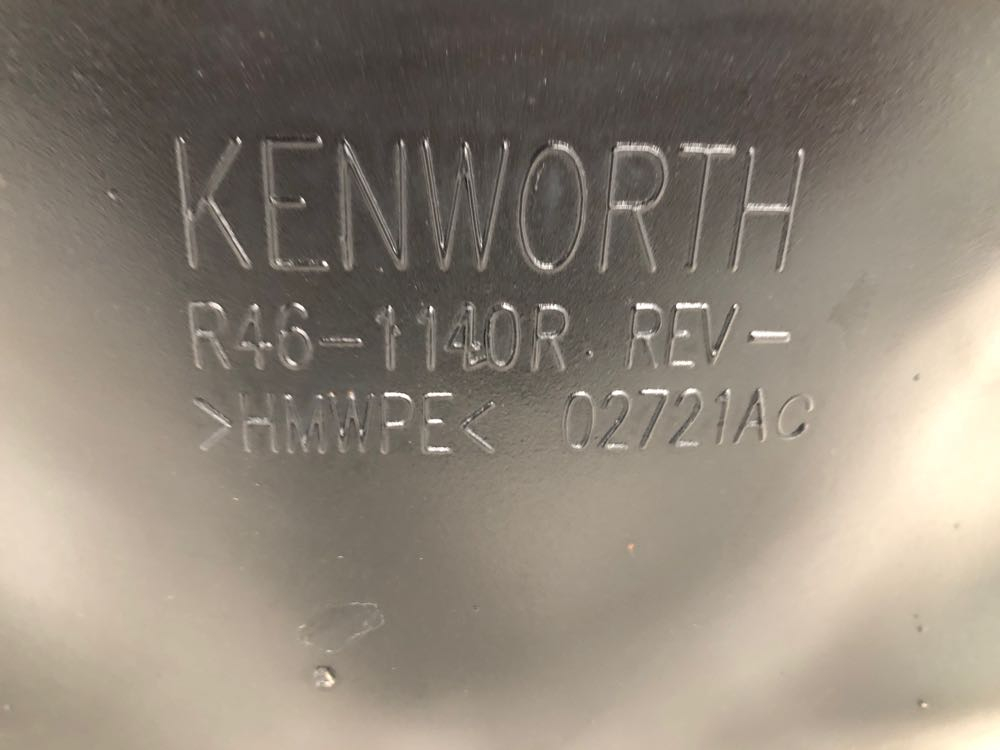 KENWORTH
R46-1140R REV-
>HMWPE< 02721AC